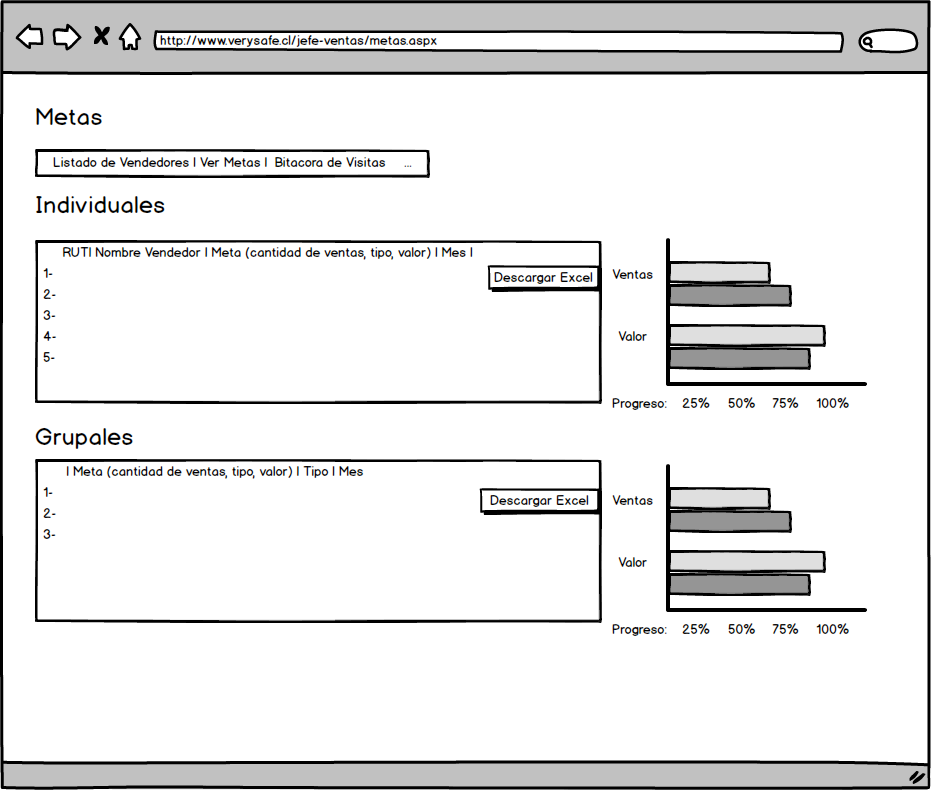 http://www.verysafe.cl/jefe-ventas/metas.aspx
Metas
Listado de Vendedores | Ver Metas | Bitacora de Visitas ...
Individuales
RUT| Nombre Vendedor | Meta (cantidad de ventas, tipo, valor) | Mes |
1-
Descargar Excel
2-
3-
4-
5-
Ventas
Valor
Progreso: 25% 50% 75% 100%
Grupales
| Meta (cantidad de ventas, tipo, valor) | Tipo | Mes
1-
Descargar Excel
2-
3-
Ventas
Valor
Progreso: 25% 50% 75% 100%